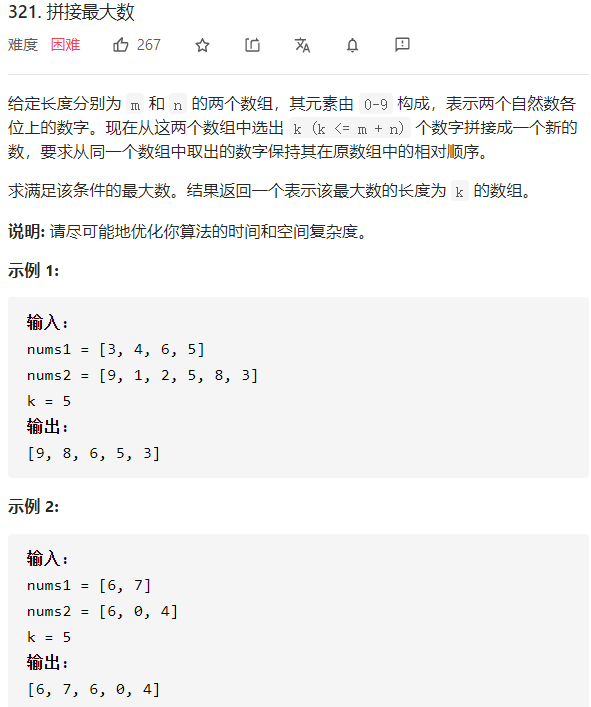 321. 拼接最大数
难度 困难 267
给定长度分别为 m 和 n 的两个数组，其元素由 0-9 构成，表示两个自然数各
位上的数字。现在从这两个数组中选出 k (k <= m + n) 个数字拼接成一个新的
数，要求从同一个数组中取出的数字保持其在原数组中的相对顺序。
求满足该条件的最大数。结果返回一个表示该最大数的长度为 k 的数组。
说明: 请尽可能地优化你算法的时间和空间复杂度。
示例 1:
输入:
nums1 = [3, 4, 6, 5]
nums2 = [9, 1, 2, 5, 8, 3]
k = 5
输出:
[9, 8, 6, 5, 3]
示例 2:
输入:
nums1 = [6, 7]
nums2 = [6, 0, 4]
k = 5
输出:
[6, 7, 6, 0, 4]